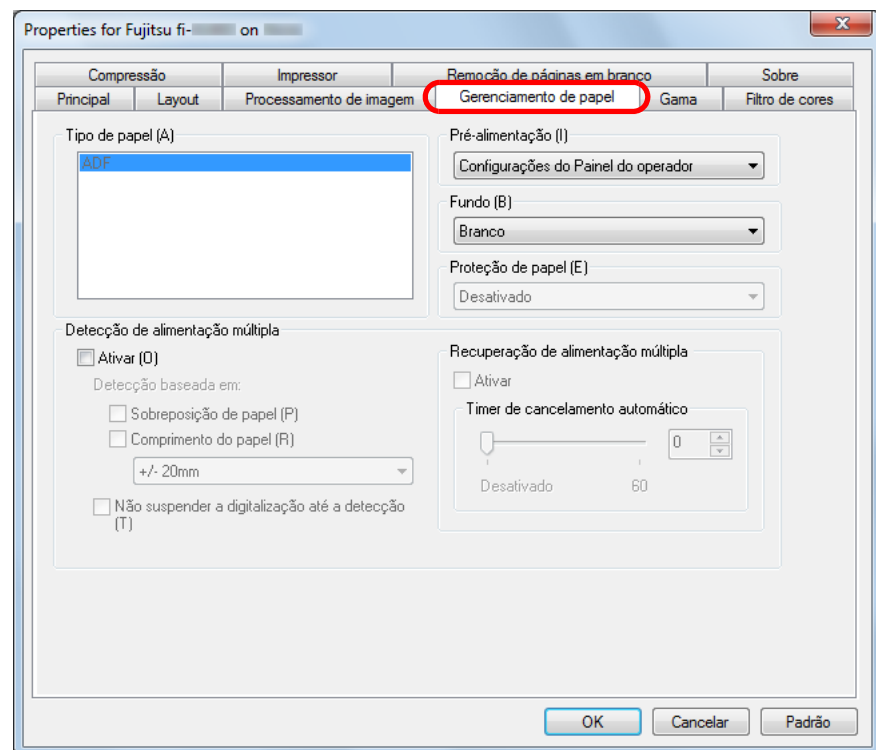 Properties for Fujitsu fi- on
Compressão Impressor Remoção de páginas em branco Sobre
Principal Layout Processamento de imagem Gerenciamento de papel Gama Filtro de cores
Tipo de papel (A)
ADF
Pré-alimentação (I)
Configurações do Painel do operador
Fundo (B)
Branco
Proteção de papel (E)
Desativado
Detecção de alimentação múltipla
Ativar (O)
Detecção baseada em:
Sobreposição de papel (P)
Comprimento do papel (R)
+/- 20mm
Não suspender a digitalização até a detecção
(T)
Recuperação de alimentação múltipla
Ativar
Timer de cancelamento automático
0
Desativado 60
OK Cancelar Padrão